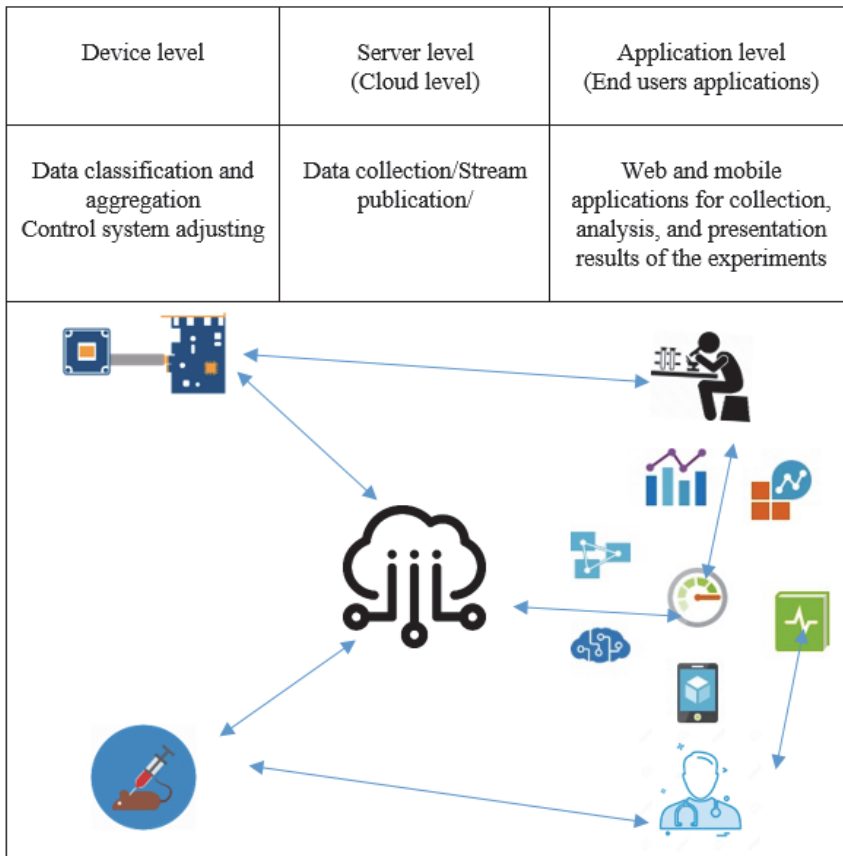 Device level
Server level
(Cloud level)
Application level
(End users applications)
Data classification and
aggregation
Control system adjusting
Data collection/Stream
publication/
Web and mobile
applications for collection,
analysis, and presentation
results of the experiments